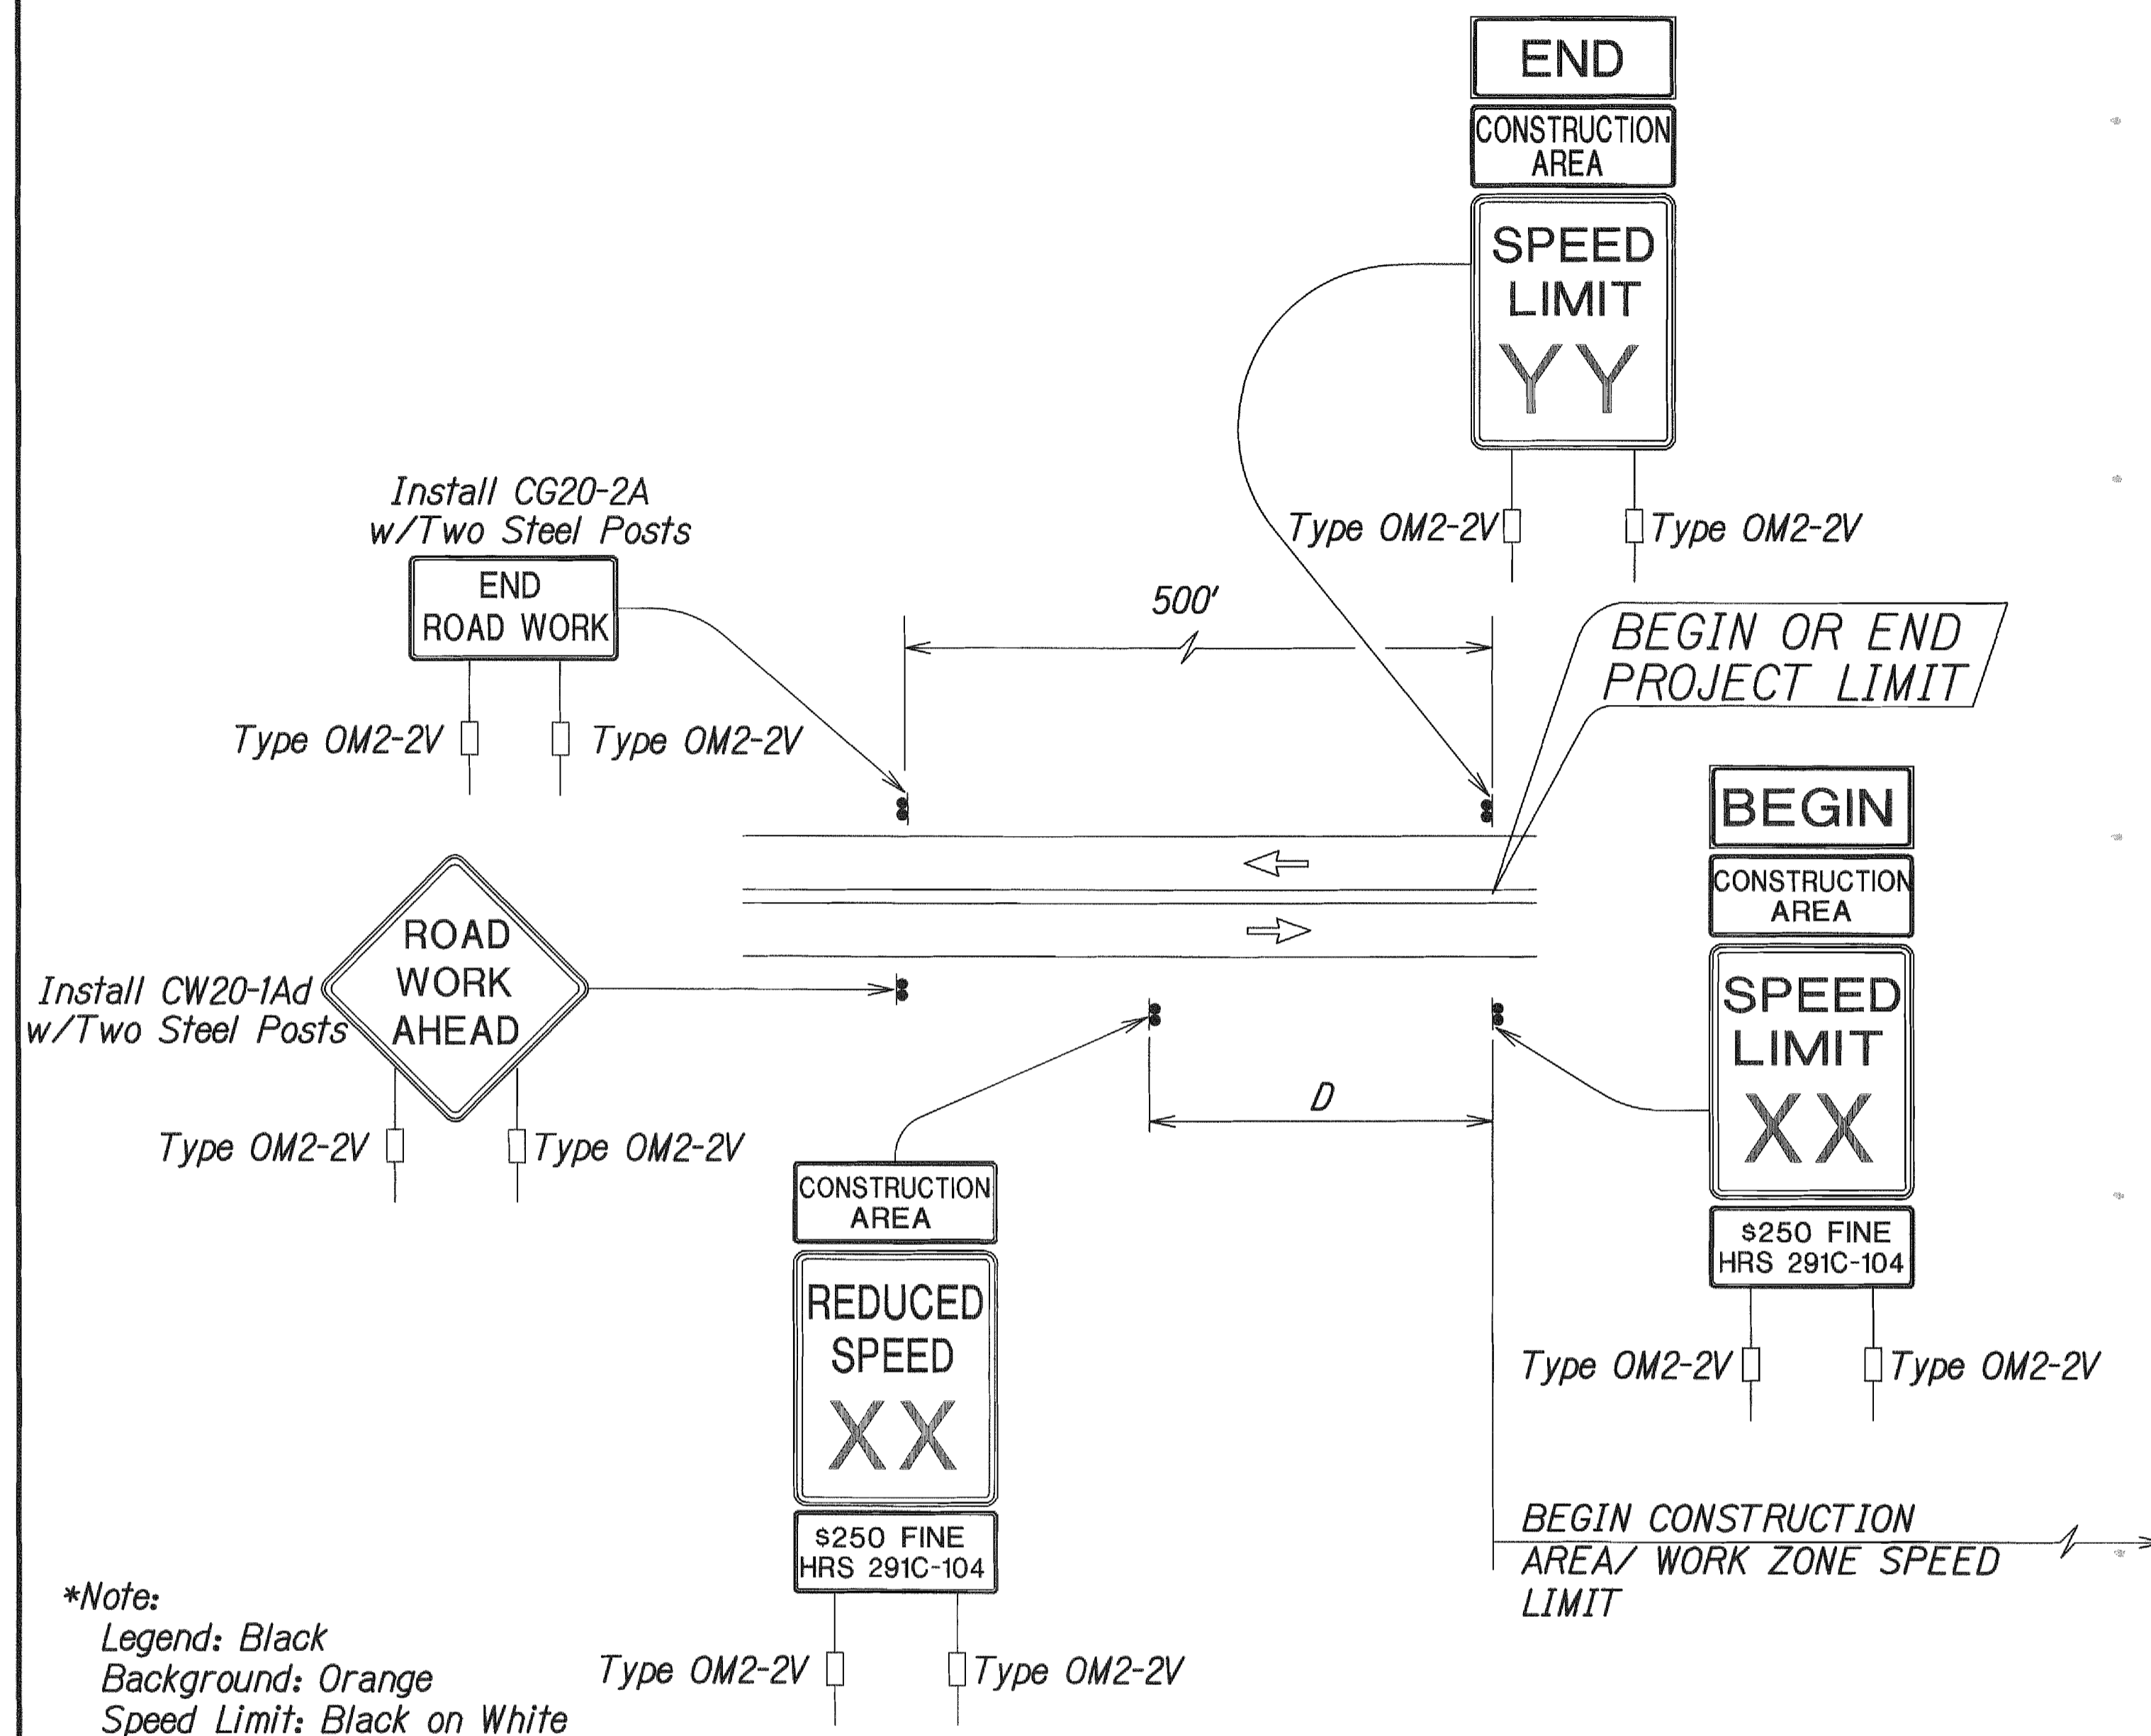 END
CONSTRUCTION
AREA
SPEED
LIMIT
YY
Type OM2-2V
Type OM2-2V
Install CG20-2A
w/Two Steel Posts
END
ROAD WORK
Type OM2-2V
Type OM2-2V
500'
BEGIN OR END
PROJECT LIMIT
BEGIN
CONSTRUCTION
AREA
SPEED
LIMIT
XX
$250 FINE
HRS 291C-104
Type OM2-2V
Type OM2-2V
ROAD
WORK
AHEAD
Install CW20-1Ad
w/Two Steel Posts
Type OM2-2V
Type OM2-2V
D
CONSTRUCTION
AREA
REDUCED
SPEED
XX
$250 FINE
HRS 291C-104
Type OM2-2V
Type OM2-2V
BEGIN CONSTRUCTION
AREA/ WORK ZONE SPEED
LIMIT
*Note:
Legend: Black
Background: Orange
Speed Limit: Black on White